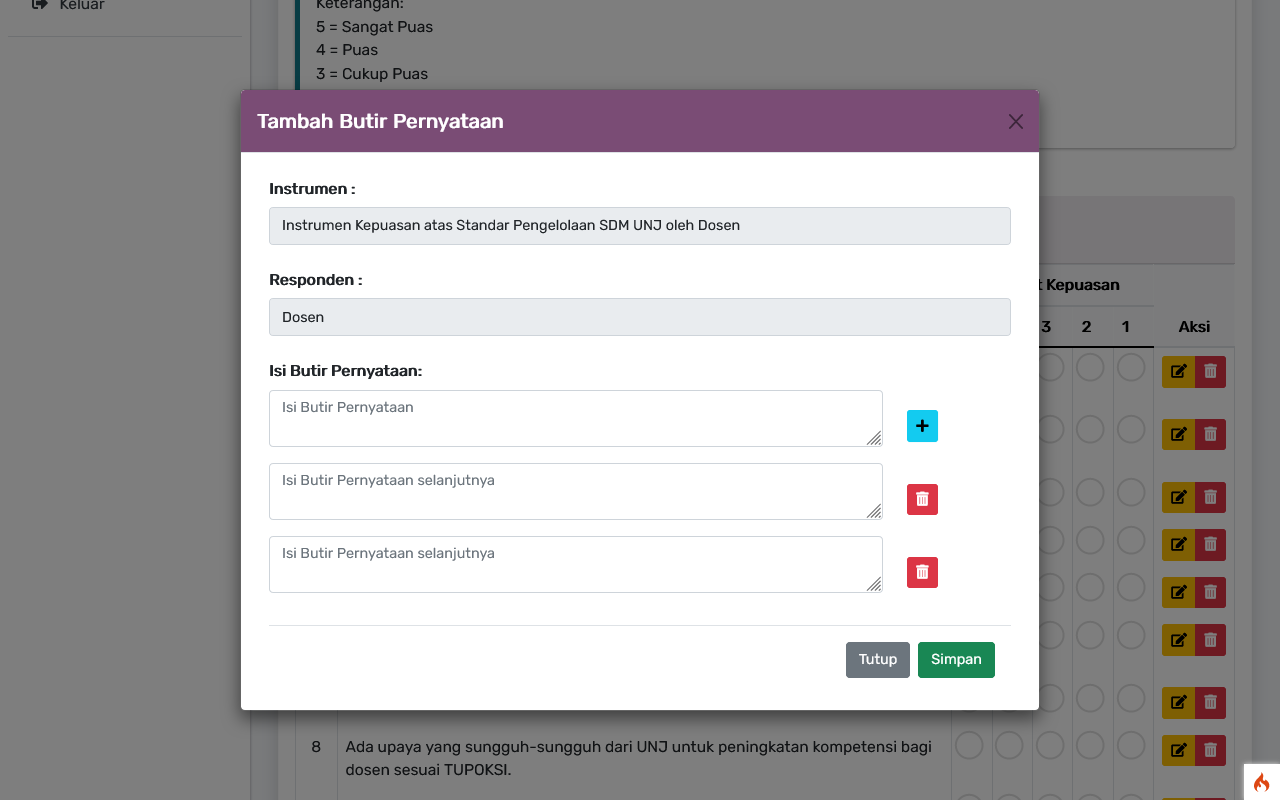 Keluar
Keterangan:
5 = Sangat Puas
4 = Puas
3 = Cukup Puas
Tambah Butir Pernyataan
Instrumen :
Instrumen Kepuasan atas Standar Pengelolaan SDM UNJ oleh Dosen
Responden :
Dosen
Isi Butir Pernyataan:
Isi Butir Pernyataan
Isi Butir Pernyataan selanjutnya
Isi Butir Pernyataan selanjutnya
Tutup
Simpan
t Kepuasan
3 2 1 Aksi
8 Ada upaya yang sungguh-sungguh dari UNJ untuk peningkatan kompetensi bagi
dosen sesuai TUPOKSI.